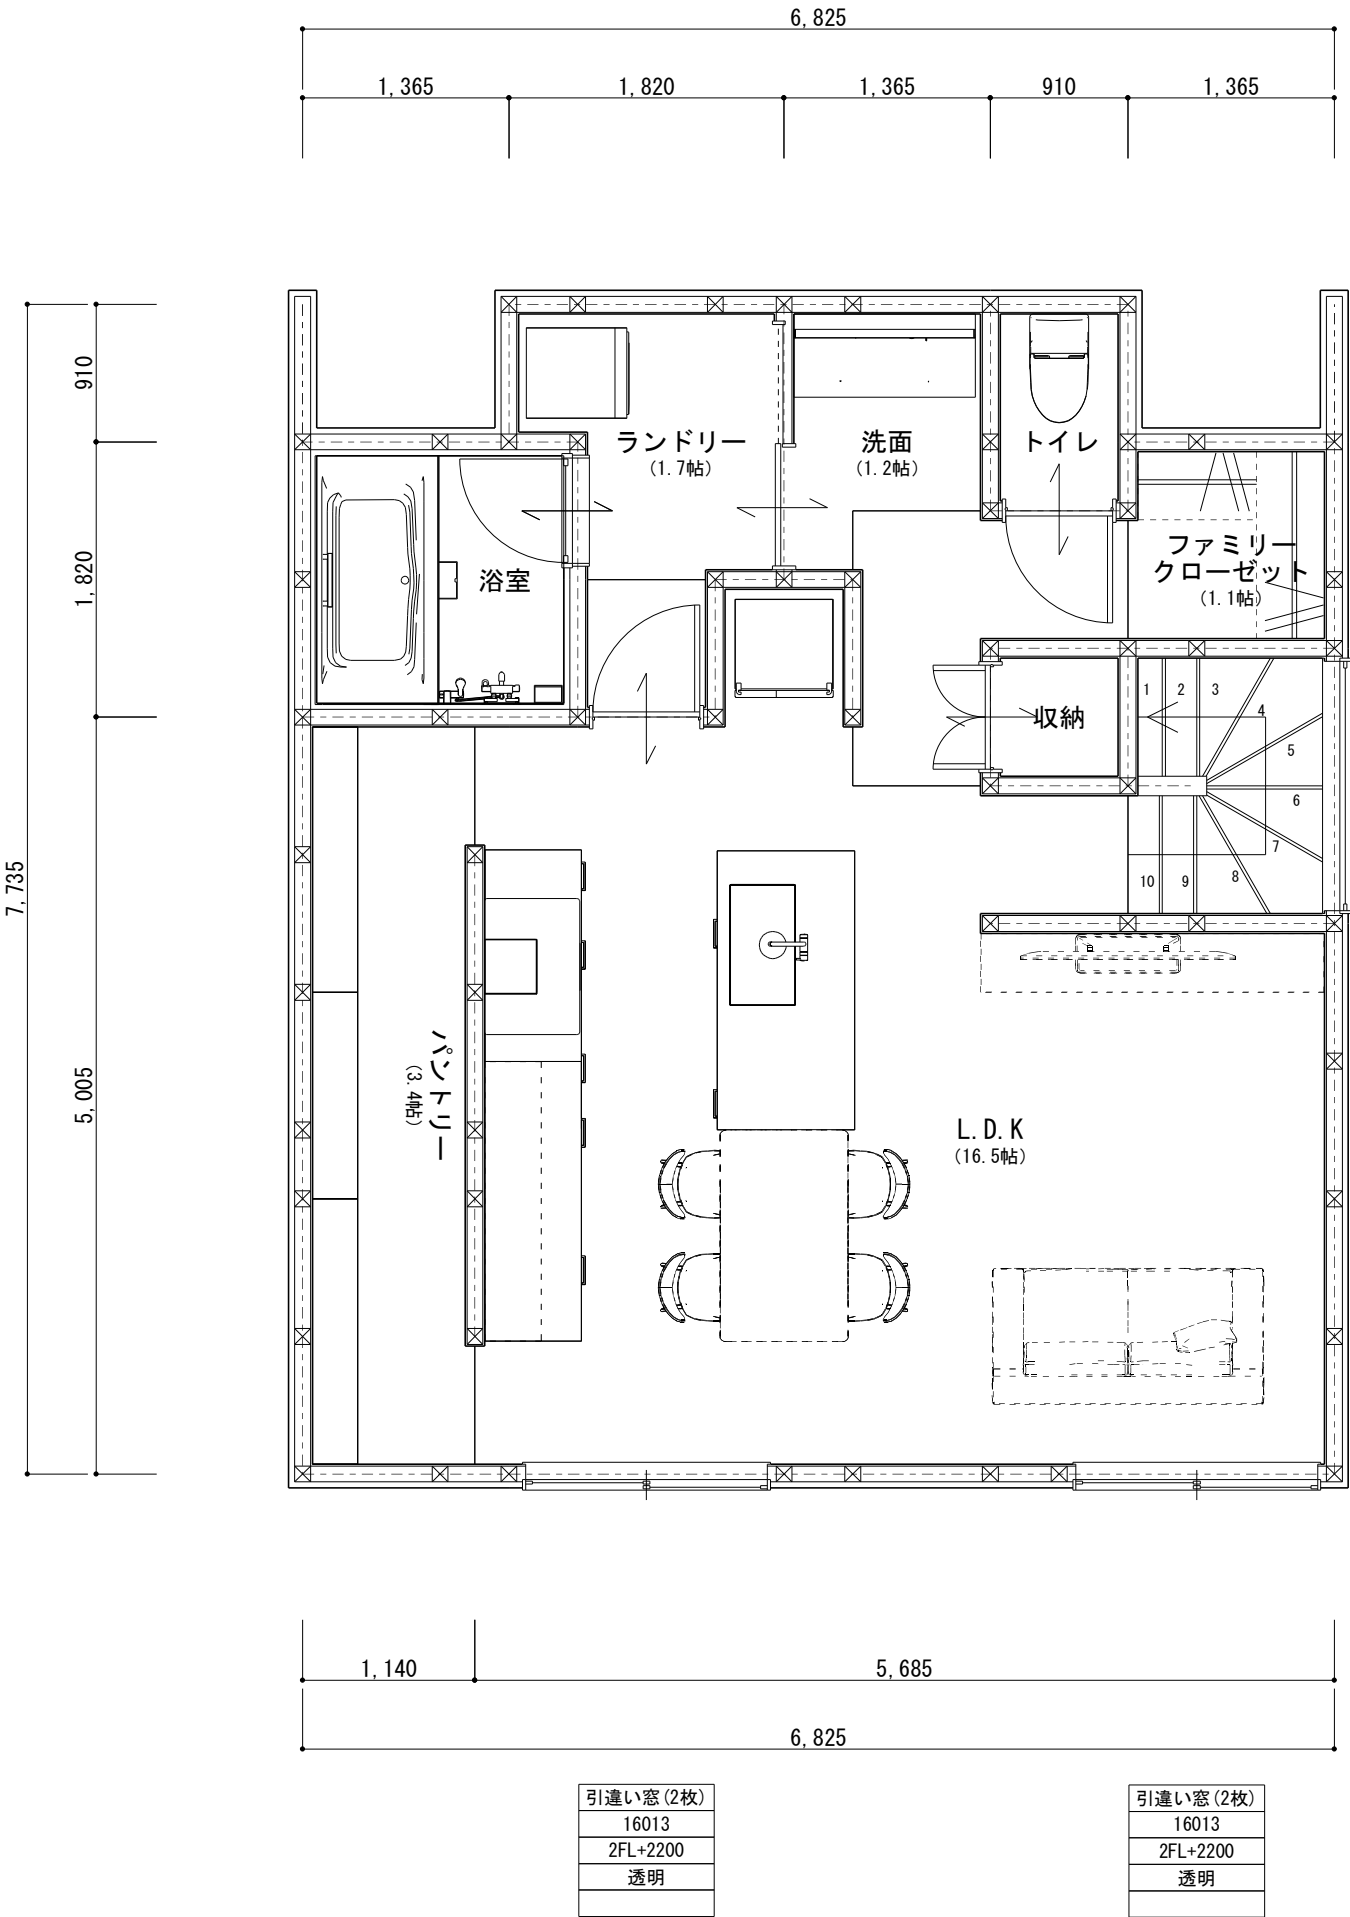 6,825
1,365
1,820
1,365
910
1,365
7,735
910
1,820
5,005
ランドリー
(1.7帖)
洗面
(1.2帖)
トイレ
ファミリー
クローゼット
(1.1帖)
浴室
収納
1
2
3
4
5
6
7
8
9
10
パントリー
(3.4帖)
L.D.K
(16.5帖)
1,140
5,685
6,825
引違い窓(2枚)
16013
2FL+2200
透明
引違い窓(2枚)
16013
2FL+2200
透明